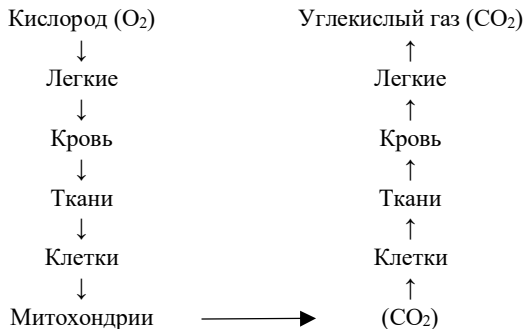 Кислород (O₂) Углекислый газ (CO₂)
↓ ↑
Легкие Легкие
↓ ↑
Кровь Кровь
↓ ↑
Ткани Ткани
↓ ↑
Клетки Клетки
↓ ↑
Митохондрии → (CO₂)